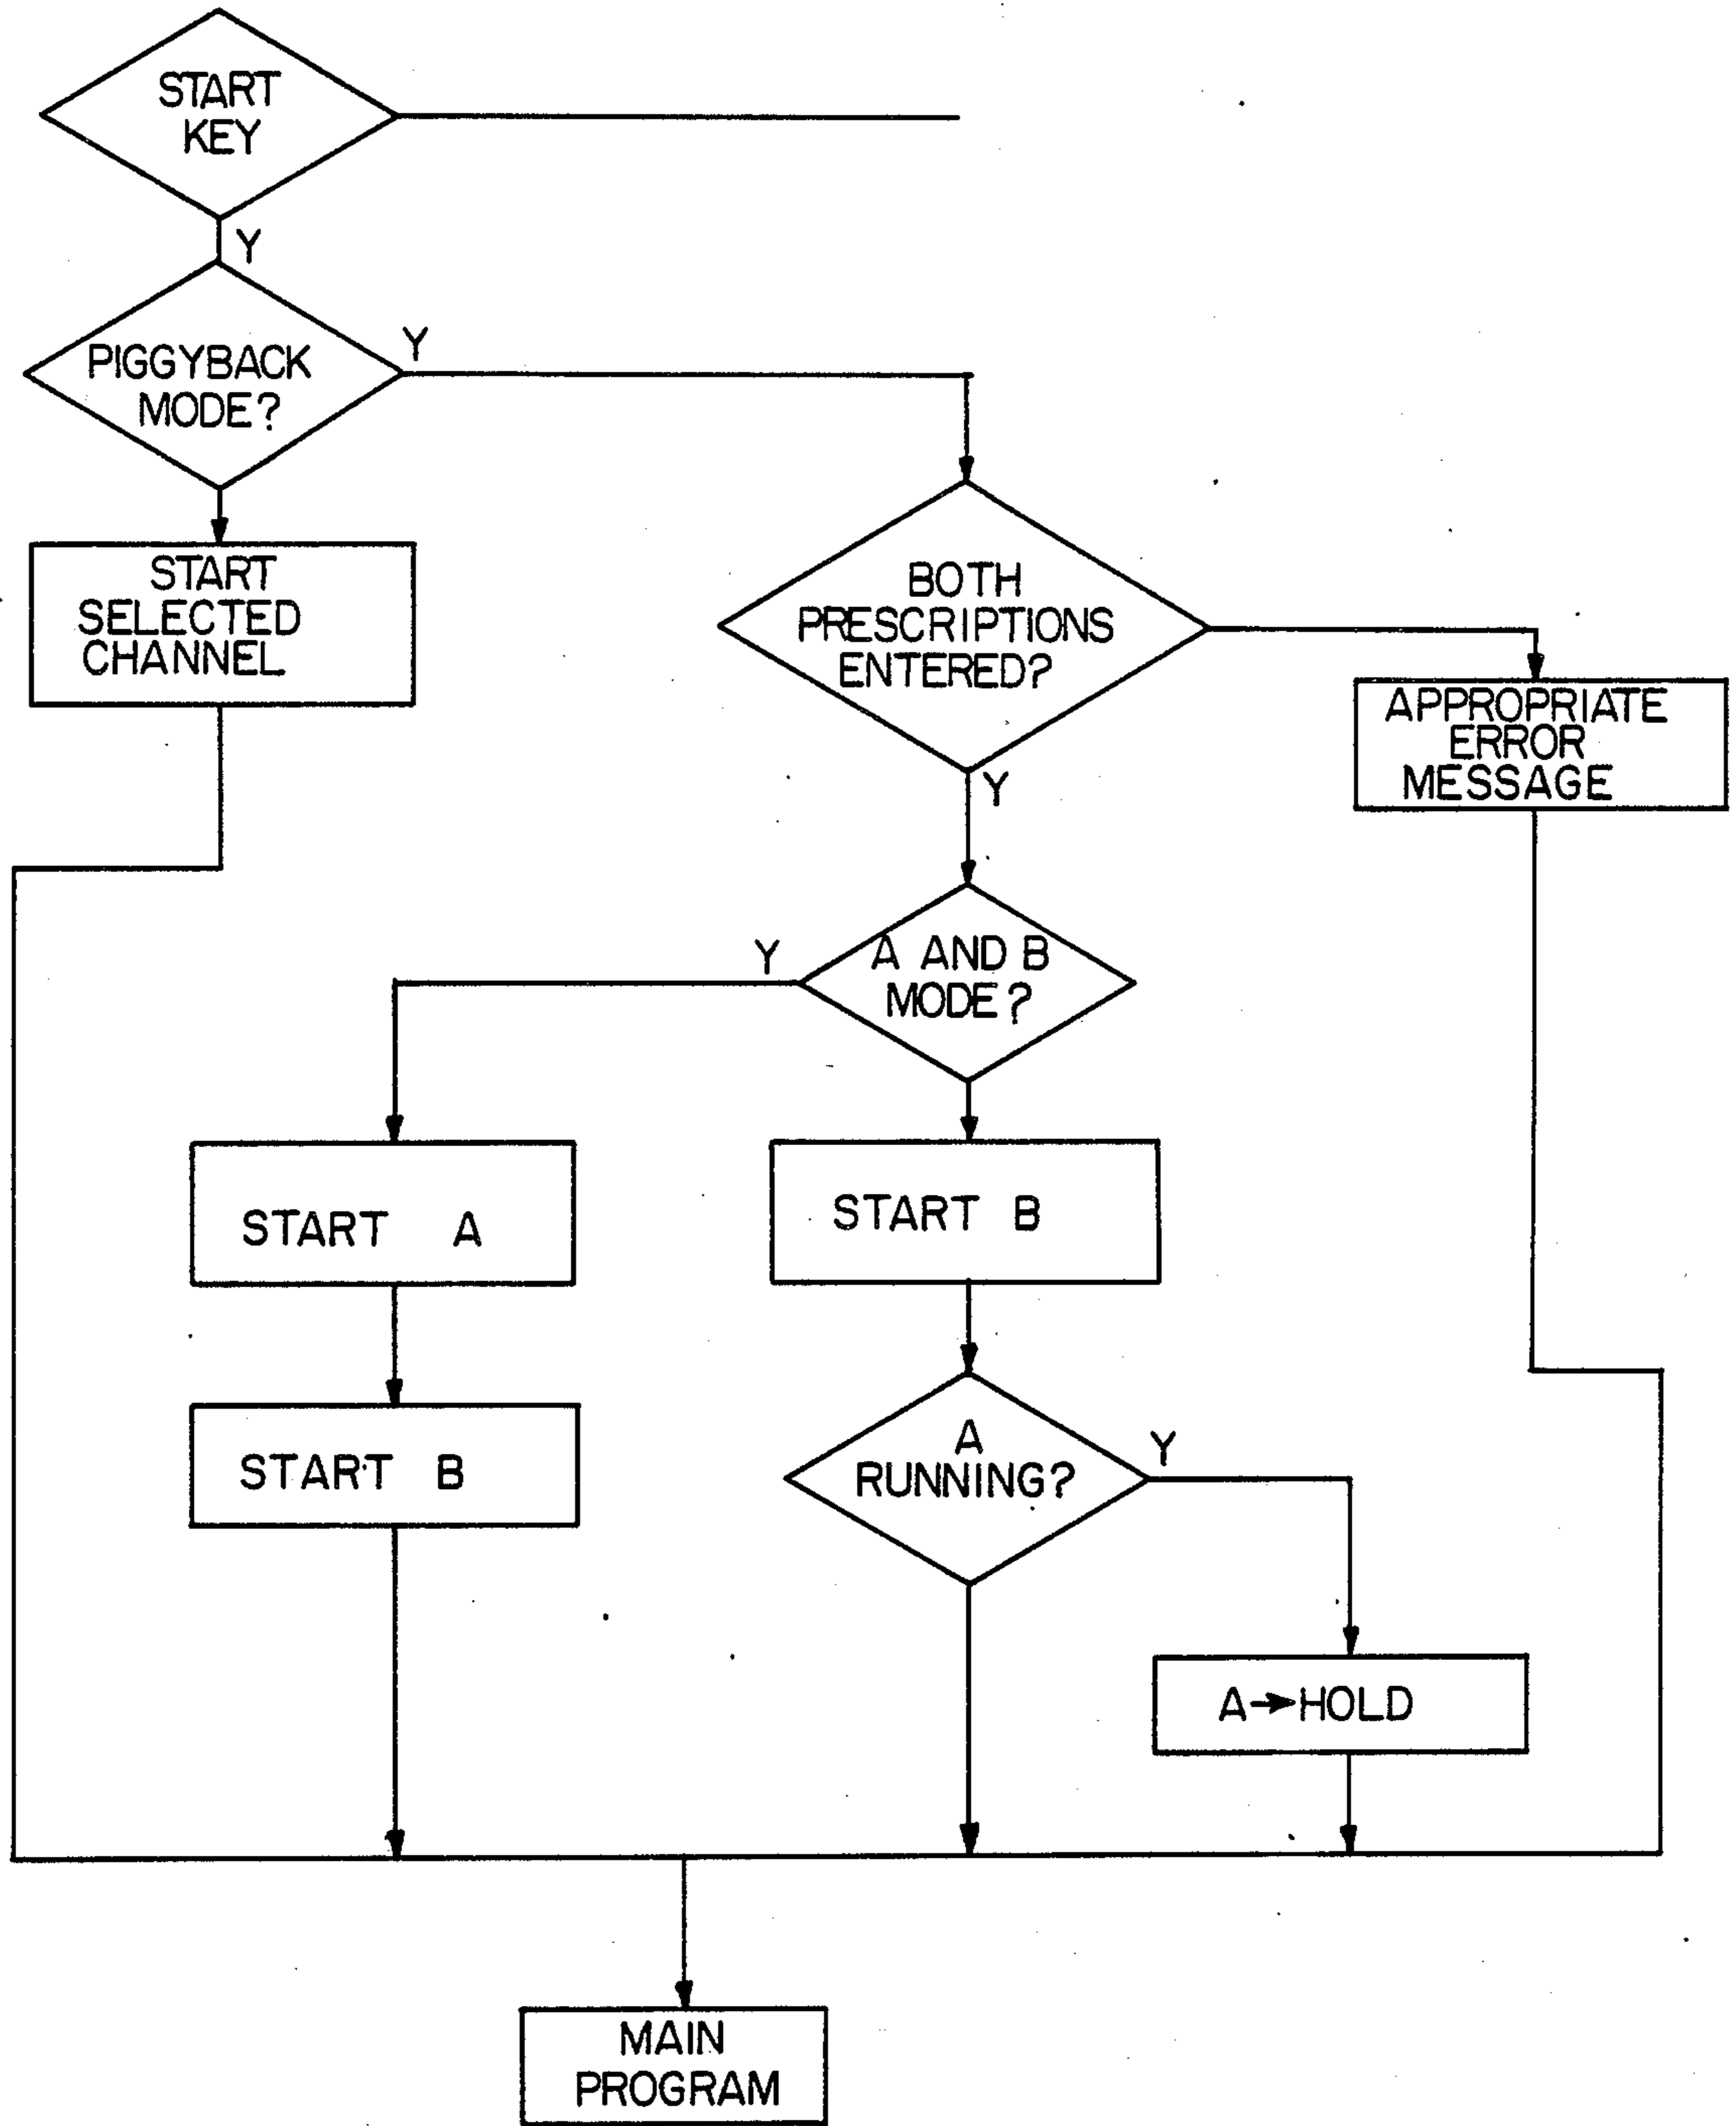 START
KEY
Y
PIGGYBACK
MODE?
Y
START
SELECTED
CHANNEL
BOTH
PRESCRIPTIONS
ENTERED?
Y
APPROPRIATE
ERROR
MESSAGE
A AND B
MODE?
Y
START A
START B
START B
A
RUNNING?
Y
A→HOLD
MAIN
PROGRAM